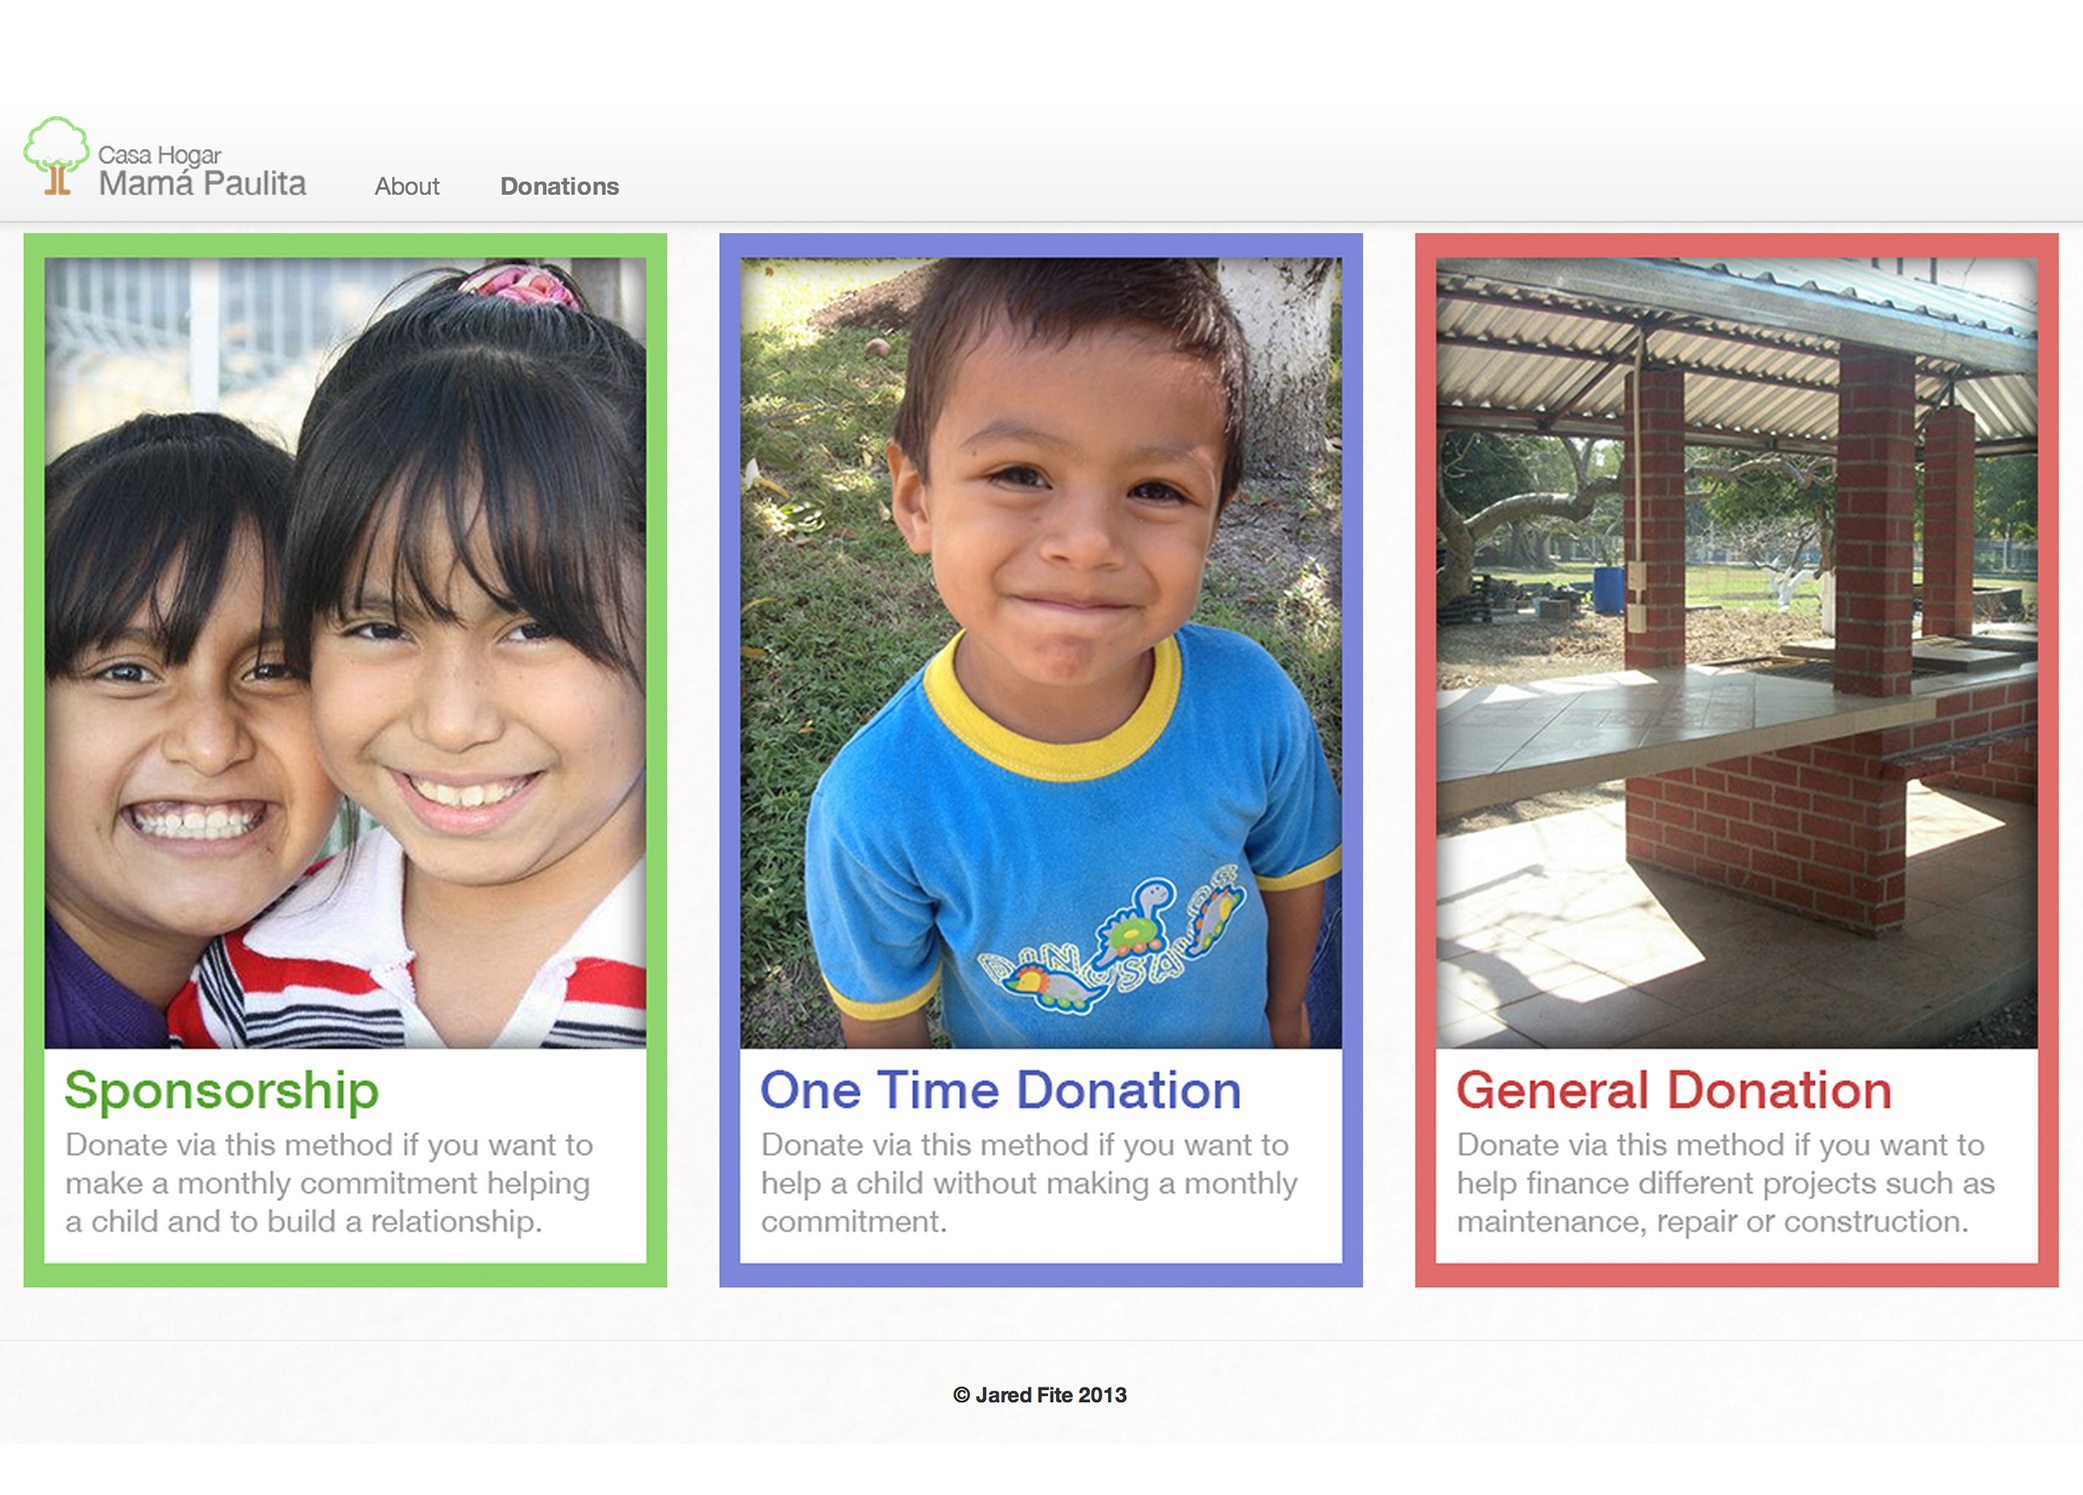 Casa Hogar
Mamá Paulita
About
Donations
DINOSAURS
Sponsorship
Donate via this method if you want to
make a monthly commitment helping
a child and to build a relationship.
One Time Donation
Donate via this method if you want to
help a child without making a monthly
commitment.
General Donation
Donate via this method if you want to
help finance different projects such as
maintenance, repair or construction.
© Jared Fite 2013